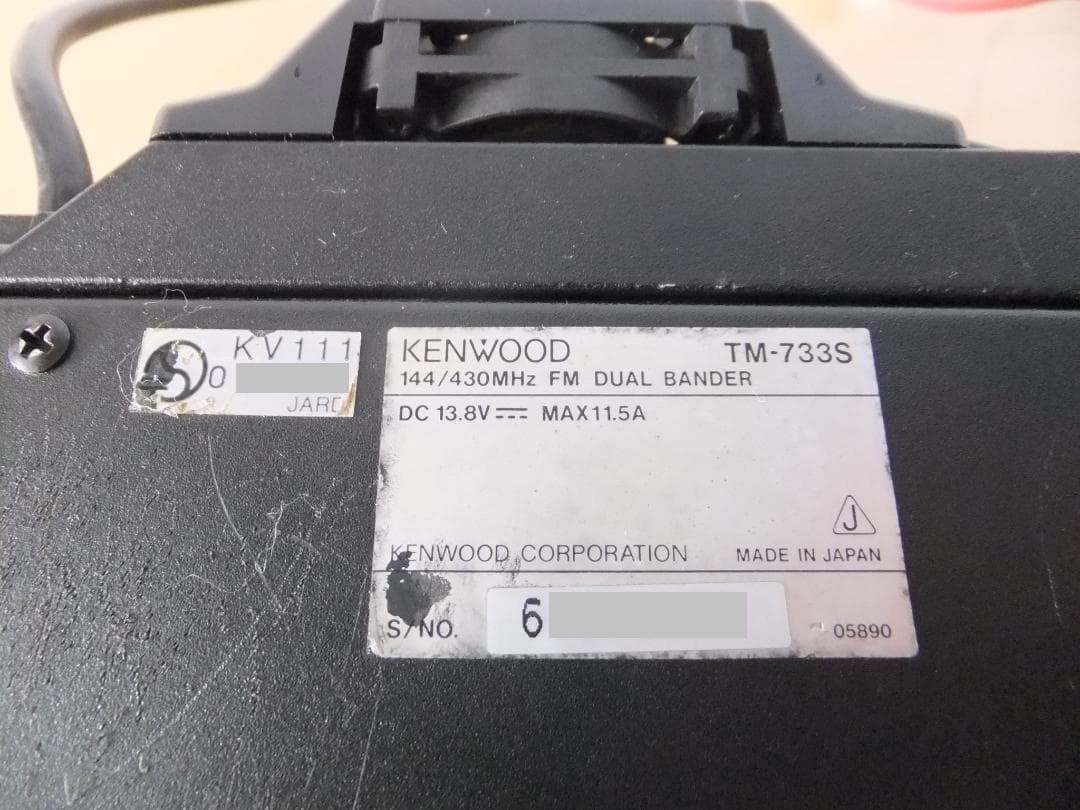 KV111
0
JARD
KENWOOD TM-733S
144/430MHz FM DUAL BANDER
DC 13.8V⎓ MAX11.5A
J
KENWOOD CORPORATION MADE IN JAPAN
S/NO. 6 05890